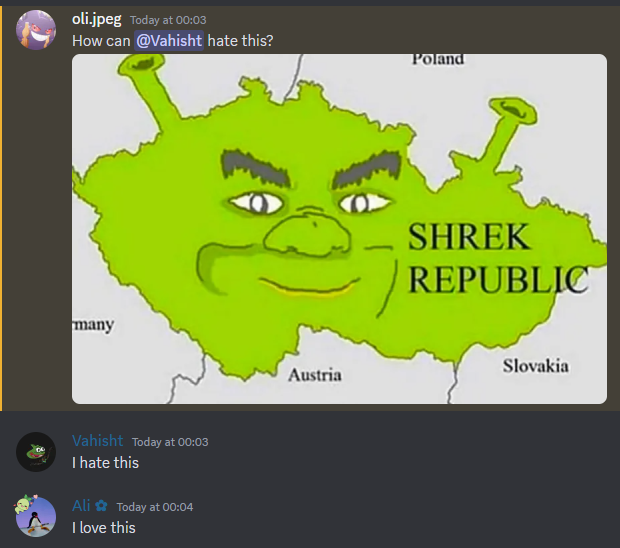 oli.jpeg Today at 00:03
How can @Vahisht hate this?
Poland
SHREK
REPUBLIC
many
Austria
Slovakia
Vahisht Today at 00:03
I hate this
Ali Today at 00:04
I love this